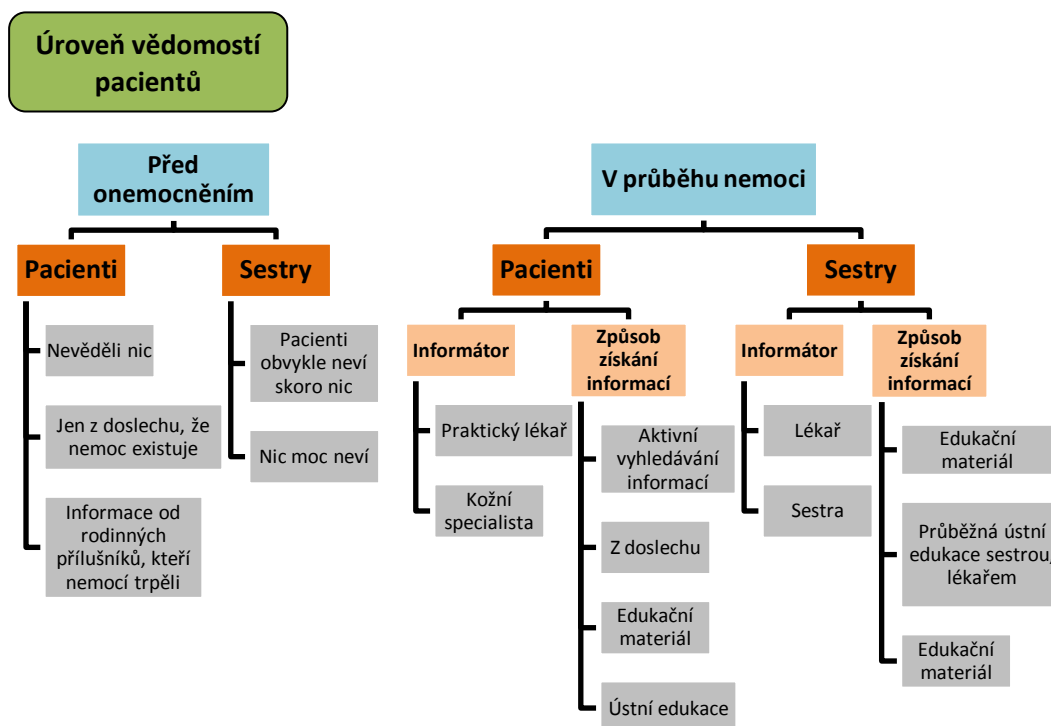 Úroveň vědomostí
pacientů
Před
onemocněním
Pacienti
Nevěděli nic
Jen z doslechu, že
nemoc existuje
Informace od
rodinných
přílušníků, kteří
nemocí trpěli
Sestry
Pacienti
obvykle neví
skoro nic
Nic moc neví
V průběhu nemoci
Pacienti
Informátor
Praktický lékař
Kožní
specialista
Způsob
získání
informací
Aktivní
vyhledávání
informací
Z doslechu
Edukační
materiál
Ústní edukace
Sestry
Informátor
Lékař
Sestra
Způsob
získání
informací
Edukační
materiál
Průběžná ústní
edukace sestrou,
lékařem
Edukační
materiál